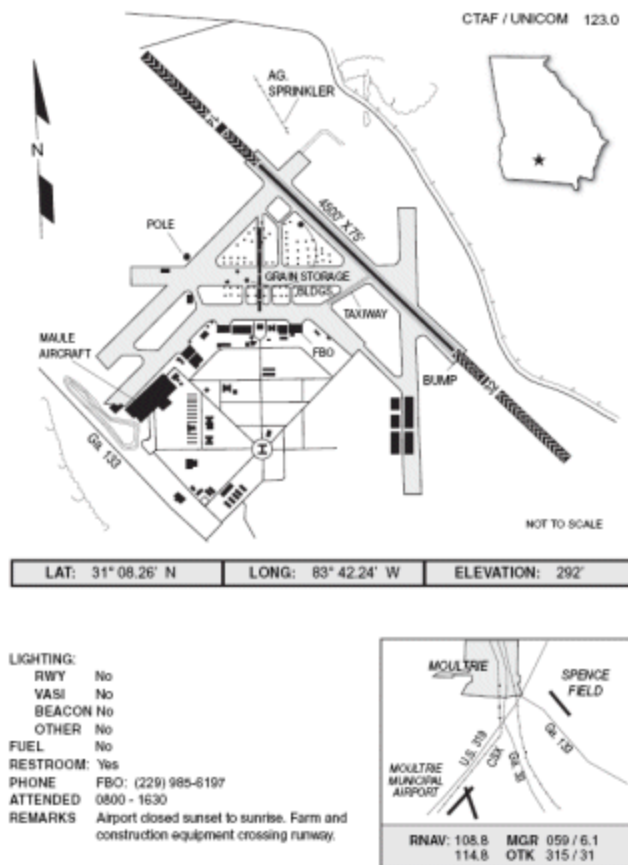 CTAF / UNICOM 123.0
AG.
SPRINKLER
N
14
4500' X 75'
POLE
GRAIN STORAGE
BLDGS
TAXIWAY
MAULE
AIRCRAFT
FBO
BUMP
32
H
Ga. 133
NOT TO SCALE
LAT: 31° 08.26' N LONG: 83° 42.24' W ELEVATION: 292'
LIGHTING:
RWY No
VASI No
BEACON No
OTHER No
FUEL No
RESTROOM: Yes
PHONE FBO: (229) 985-6197
ATTENDED 0800 - 1630
REMARKS Airport closed sunset to sunrise. Farm and
construction equipment crossing runway.
MOULTRIE
SPENCE
FIELD
U.S. 319
CSX
Ga. 33
Ga. 133
MOULTRIE
MUNICIPAL
AIRPORT
RNAV: 108.8 MGR 059 / 6.1
114.8 OTK 315 / 31